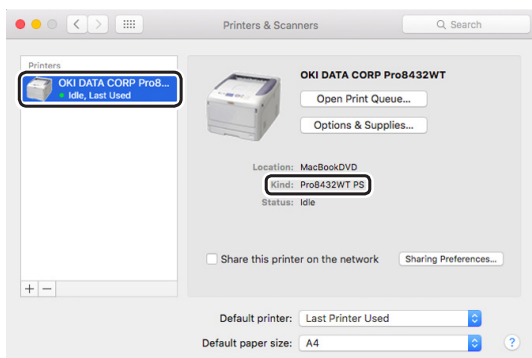 Printers & Scanners
Search
Printers
OKI DATA CORP Pro8...
Idle, Last Used
OKI DATA CORP Pro8432WT
Open Print Queue...
Options & Supplies...
Location: MacBookDVD
Kind: Pro8432WT PS
Status: Idle
Share this printer on the network
Sharing Preferences...
+ −
Default printer: Last Printer Used
Default paper size: A4
?